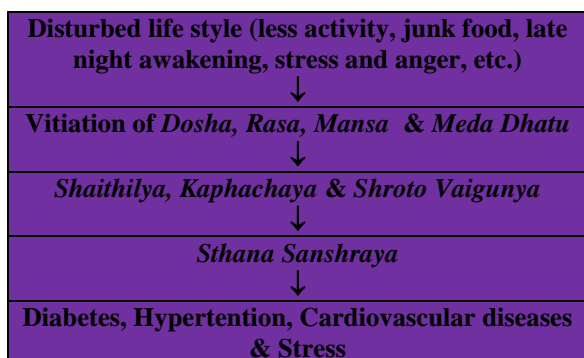 Disturbed life style (less activity, junk food, late
night awakening, stress and anger, etc.)
↓
Vitiation of Dosha, Rasa, Mansa & Meda Dhatu
↓
Shaithilya, Kaphachaya & Shroto Vaigunya
↓
Sthana Sanshraya
↓
Diabetes, Hypertention, Cardiovascular diseases
& Stress